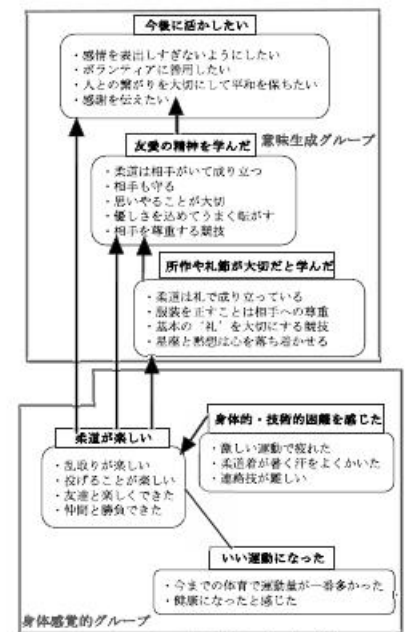 今後に活かしたい
・感情を表出しすぎないようにしたい
・ボランティアに善用したい
・人との繋がりを大切にして平和を保ちたい
・感謝を伝えたい
友愛の精神を学んだ
意味生成グループ
・柔道は相手がいて成り立つ
・相手も守る
・思いやることが大切
・優しさを込めてうまく転がす
・相手を尊重する競技
所作や礼節が大切だと学んだ
・柔道は礼で成り立っている
・服装を正すことは相手への尊重
・基本の‘礼’を大切にする競技
・星座と黙想は心を落ち着かせる
柔道が楽しい
・乱取りが楽しい
・投げることが楽しい
・友達と楽しくできた
・仲間と勝負できた
身体的・技術的困難を感じた
・激しい運動で疲れた
・柔道着が暑く汗をよくかいた
・連絡技が難しい
いい運動になった
・今までの体育で運動量が一番多かった
・健康になったと感じた
身体感覚的グループ